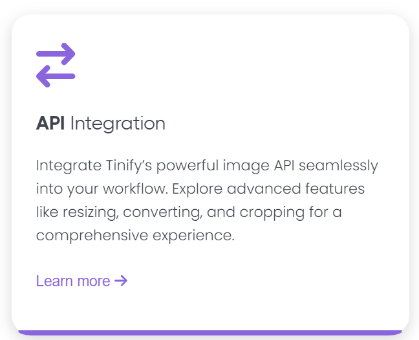 API Integration
Integrate Tinify's powerful image API seamlessly
into your workflow. Explore advanced features
like resizing, converting, and cropping for a
comprehensive experience.
Learn more →